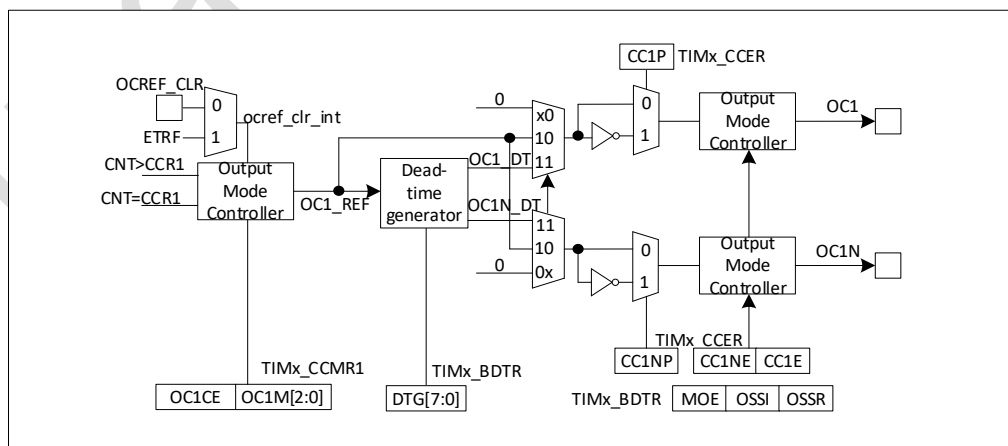 CC1P TIMx_CCER
OCREF_CLR
0
1
ETRF
ocref_clr_int
CNT>CCR1
CNT=CCR1
Output
Mode
Controller
OC1_REF
Dead-
time
generator
OC1_DT
OC1N_DT
0
x0
10
11
11
10
0x
0
0
1
Output
Mode
Controller
OC1
0
1
Output
Mode
Controller
OC1N
TIMx_CCMR1
OC1CE OC1M[2:0]
TIMx_BDTR
DTG[7:0]
TIMx_CCER
CC1NP CC1NE CC1E
TIMx_BDTR MOE OSSI OSSR